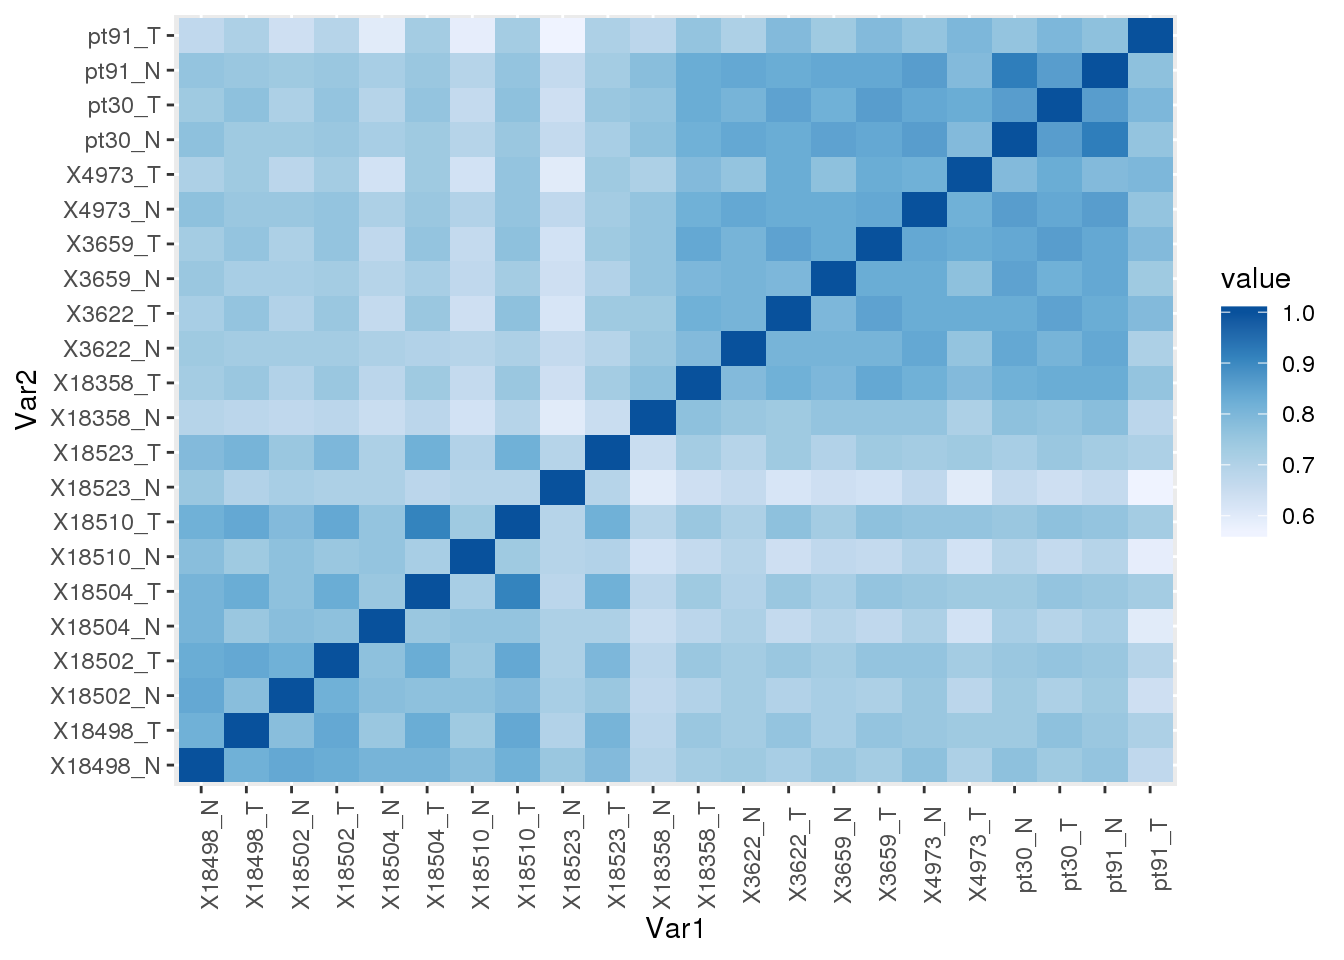 pt91_T
pt91_N
pt30_T
pt30_N
X4973_T
X4973_N
X3659_T
X3659_N
X3622_T
X3622_N
X18358_T
X18358_N
X18523_T
X18523_N
X18510_T
X18510_N
X18504_T
X18504_N
X18502_T
X18502_N
X18498_T
X18498_N
Var2
X18498_N
X18498_T
X18502_N
X18502_T
X18504_N
X18504_T
X18510_N
X18510_T
X18523_N
X18523_T
X18358_N
X18358_T
X3622_N
X3622_T
X3659_N
X3659_T
X4973_N
X4973_T
pt30_N
pt30_T
pt91_N
pt91_T
Var1
value
1.0
0.9
0.8
0.7
0.6